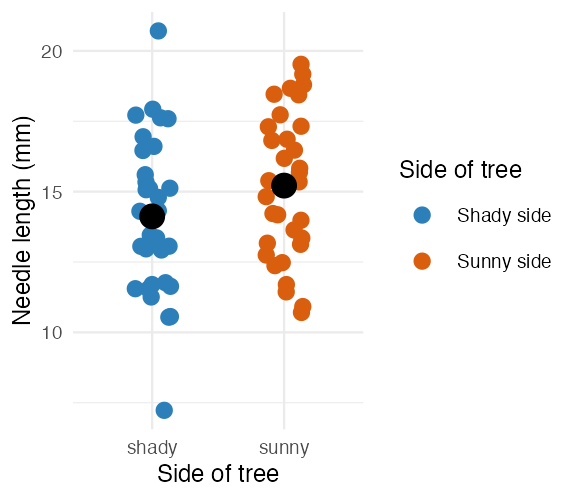 Needle length (mm)
20
15
10
shady
sunny
Side of tree
Side of tree
Shady side
Sunny side